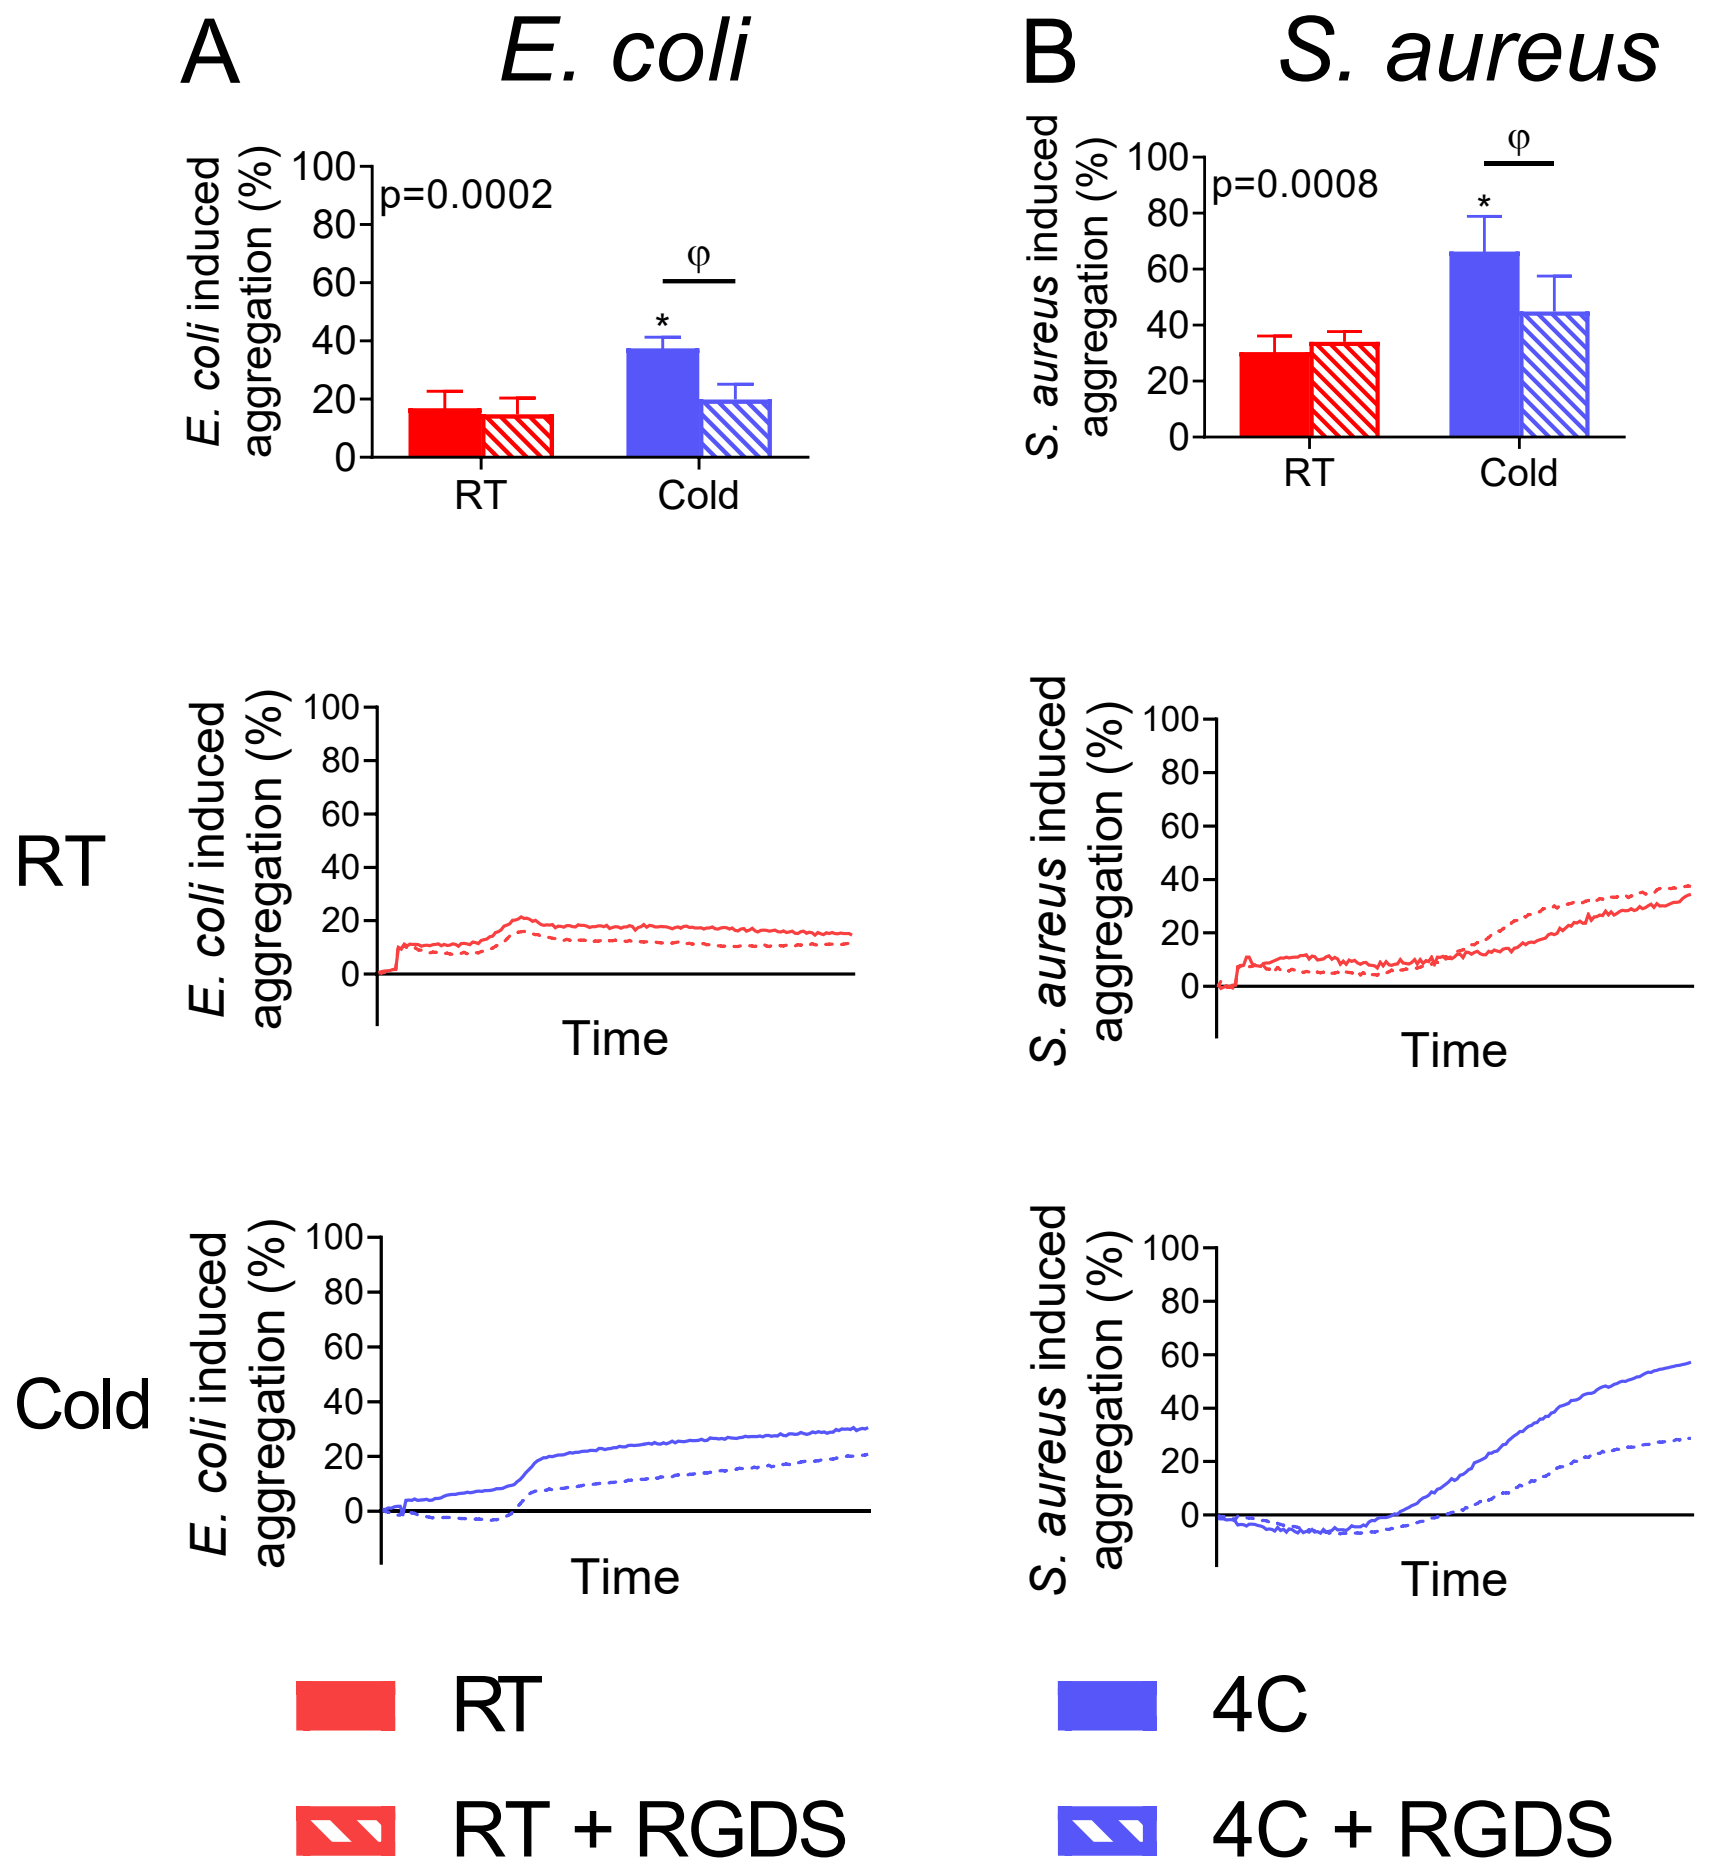 A
E. coli
B
S. aureus
E. coli induced
aggregation (%)
100
80
60
40
20
0
p=0.0002
φ
*
RT
Cold
S. aureus induced
aggregation (%)
100
80
60
40
20
0
p=0.0008
φ
*
RT
Cold
RT
E. coli induced
aggregation (%)
100
80
60
40
20
0
Time
S. aureus induced
aggregation (%)
100
80
60
40
20
0
Time
Cold
E. coli induced
aggregation (%)
100
80
60
40
20
0
Time
S. aureus induced
aggregation (%)
100
80
60
40
20
0
Time
RT
4C
RT + RGDS
4C + RGDS